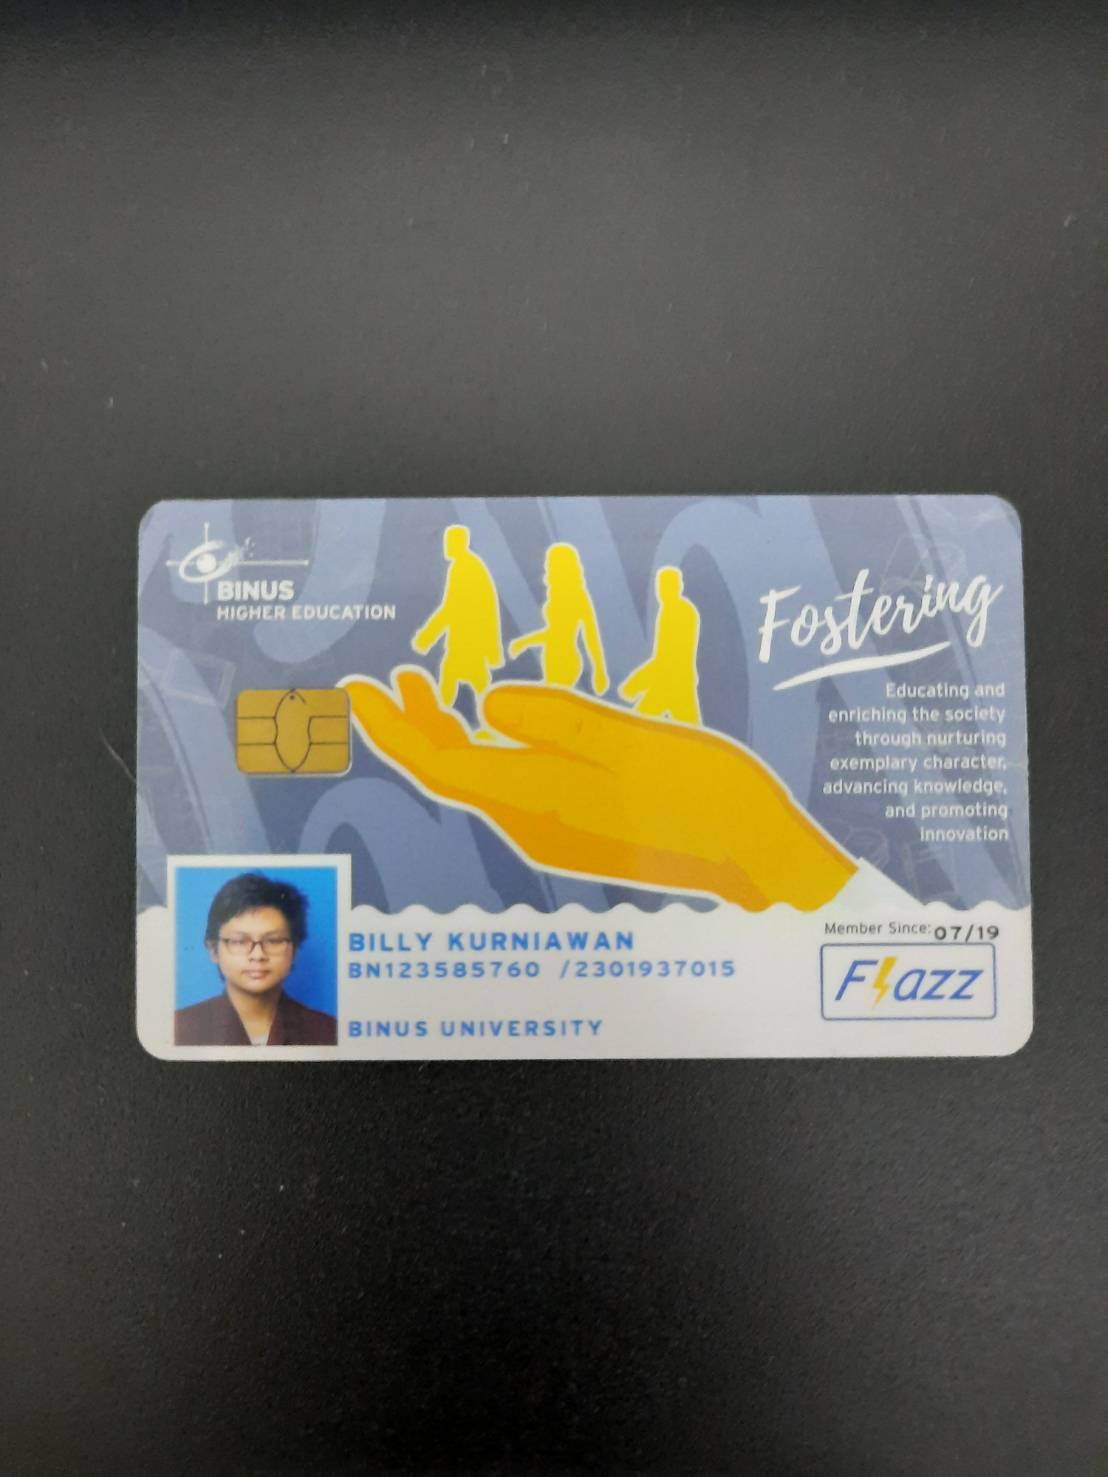 BINUS
HIGHER EDUCATION
Fostering
Educating and
enriching the society
through nurturing
exemplary character,
advancing knowledge,
and promoting
innovation
BILLY KURNIAWAN
BN123585760 /2301937015
BINUS UNIVERSITY
Member Since: 07/19
Flazz